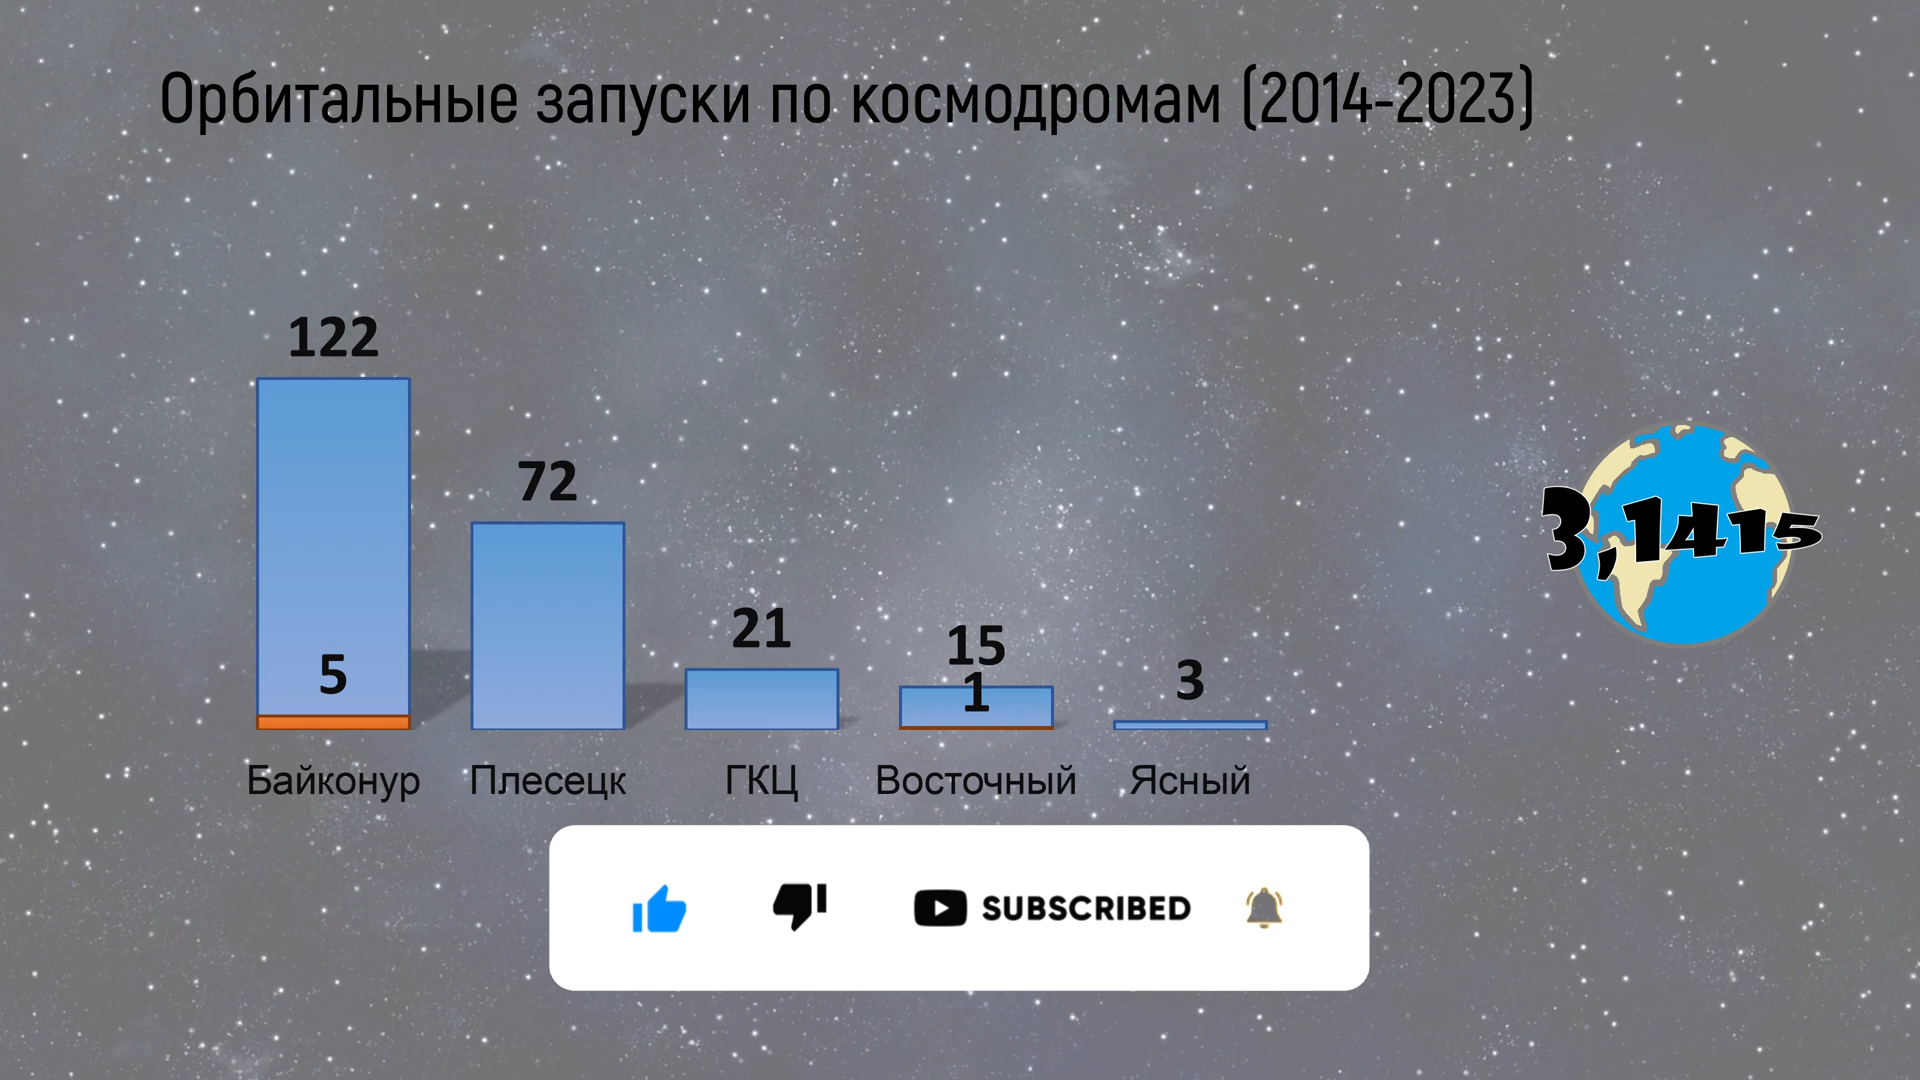 Орбитальные запуски по космодромам (2014-2023)
122
72
21
15
3
5
1
3,1415
Байконур
Плесецк
ГКЦ
Восточный
Ясный
SUBSCRIBED